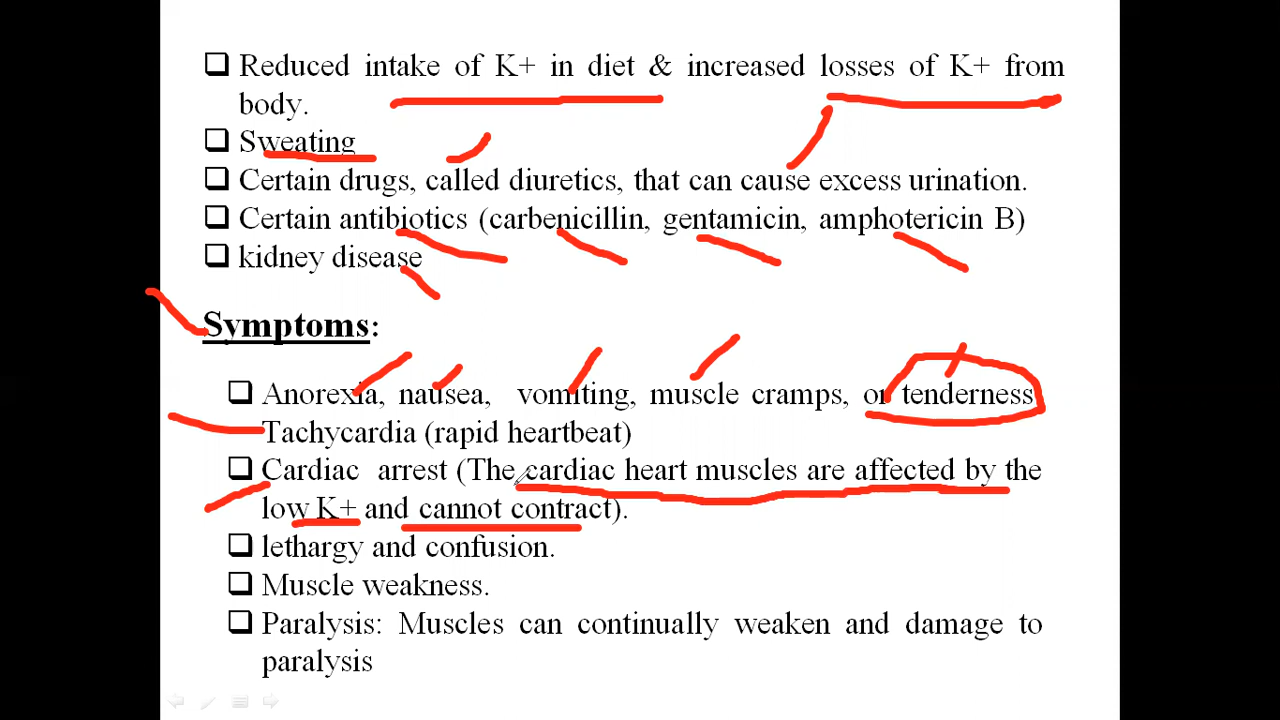 ❑ Reduced intake of K+ in diet & increased losses of K+ from
body.
❑ Sweating
❑ Certain drugs, called diuretics, that can cause excess urination.
❑ Certain antibiotics (carbenicillin, gentamicin, amphotericin B)
❑ kidney disease
Symptoms:
❑ Anorexia, nausea, vomiting, muscle cramps, or tenderness
Tachycardia (rapid heartbeat)
❑ Cardiac arrest (The cardiac heart muscles are affected by the
low K+ and cannot contract).
❑ lethargy and confusion.
❑ Muscle weakness.
❑ Paralysis: Muscles can continually weaken and damage to
paralysis